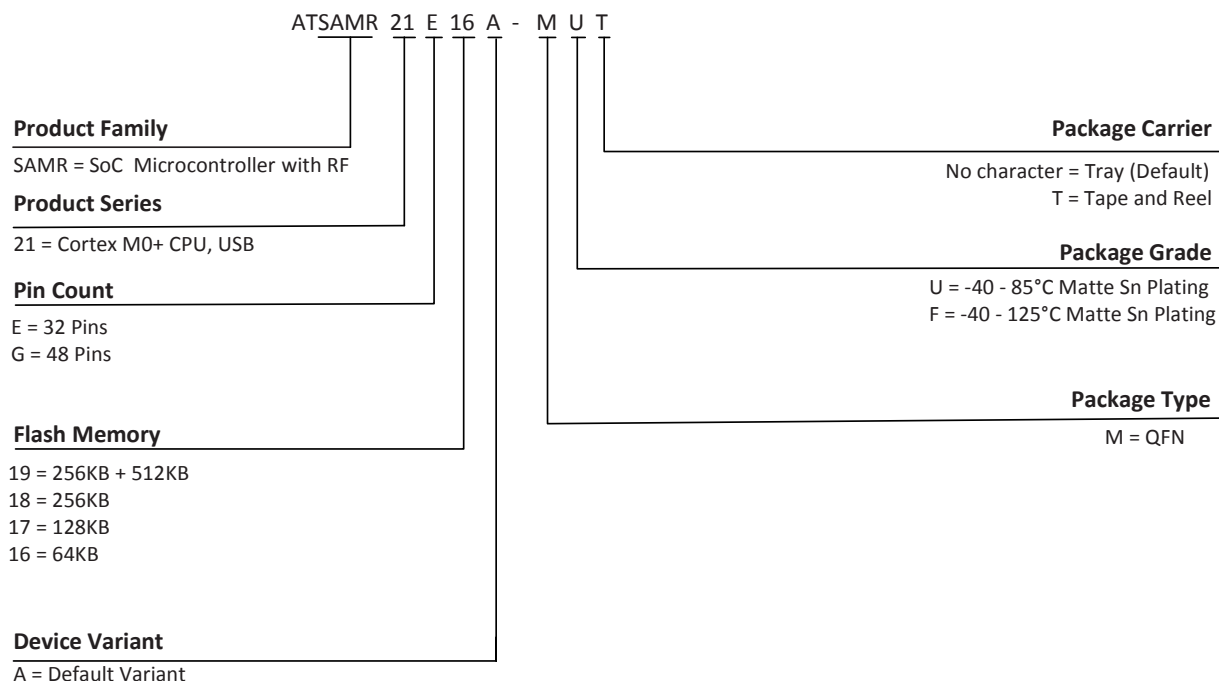 ATSAMR 21 E 16 A - M U T
Product Family
SAMR = SoC Microcontroller with RF
Product Series
21 = Cortex M0+ CPU, USB
Pin Count
E = 32 Pins
G = 48 Pins
Flash Memory
19 = 256KB + 512KB
18 = 256KB
17 = 128KB
16 = 64KB
Device Variant
A = Default Variant
Package Carrier
No character = Tray (Default)
T = Tape and Reel
Package Grade
U = -40 - 85°C Matte Sn Plating
F = -40 - 125°C Matte Sn Plating
Package Type
M = QFN